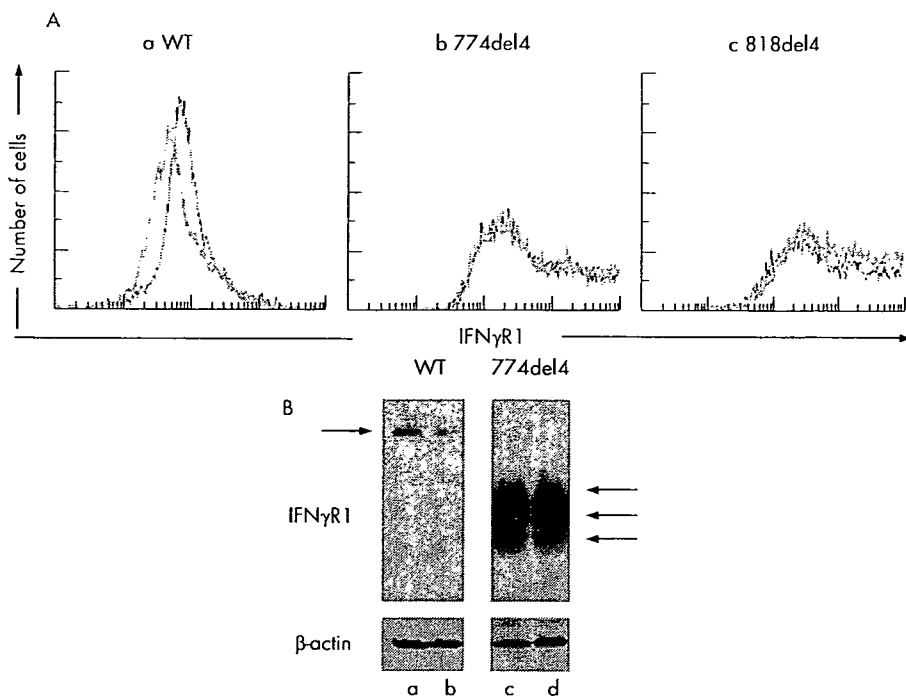 A
a WT
b 774del4
c 818del4
Number of cells
IFNγR1
WT
774del4
B
IFNγR1
β-actin
a
b
c
d